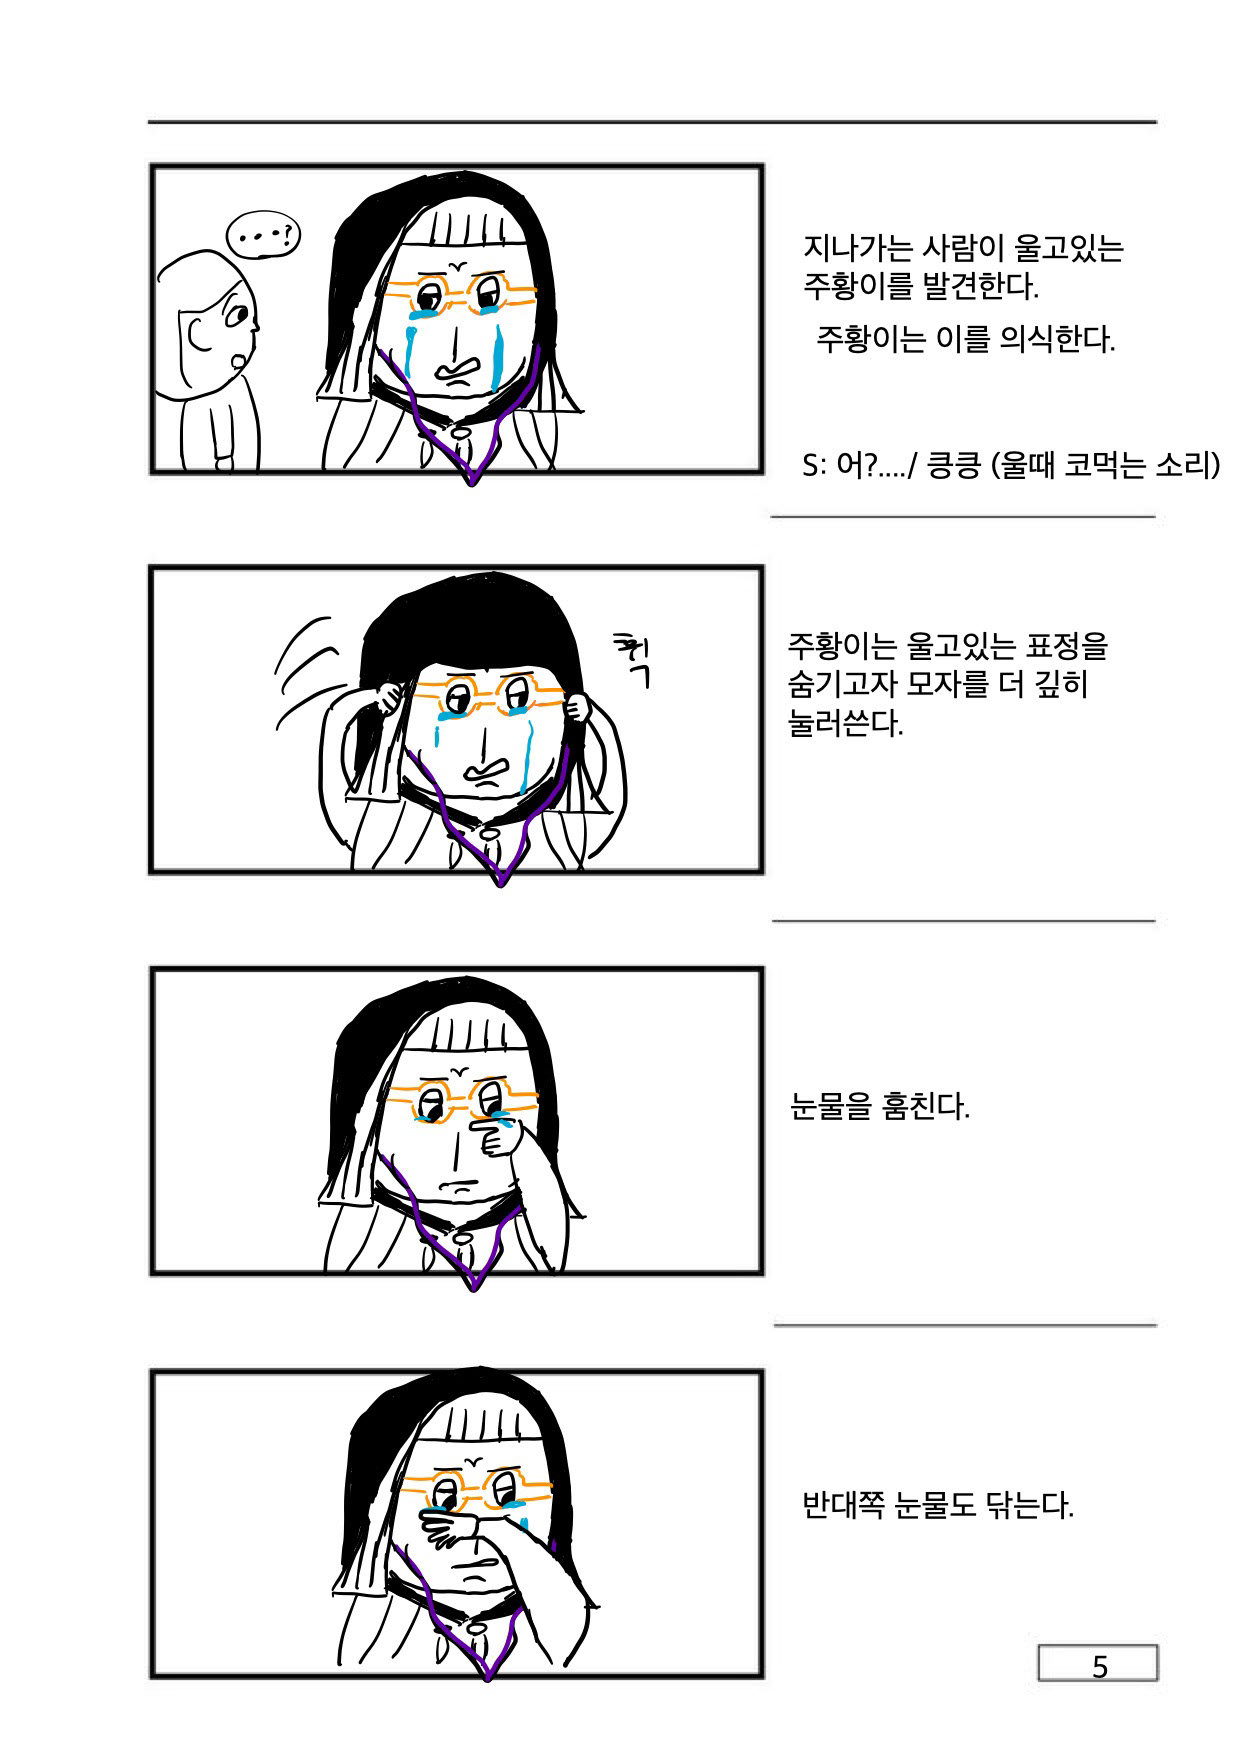 ...?
지나가는 사람이 울고있는
주황이를 발견한다.
주황이는 이를 의식한다.
S: 어?..../ 킁킁 (울때 코먹는 소리)
휙
주황이는 울고있는 표정을
숨기고자 모자를 더 깊히
눌러쓴다.
눈물을 훔친다.
반대쪽 눈물도 닦는다.
5